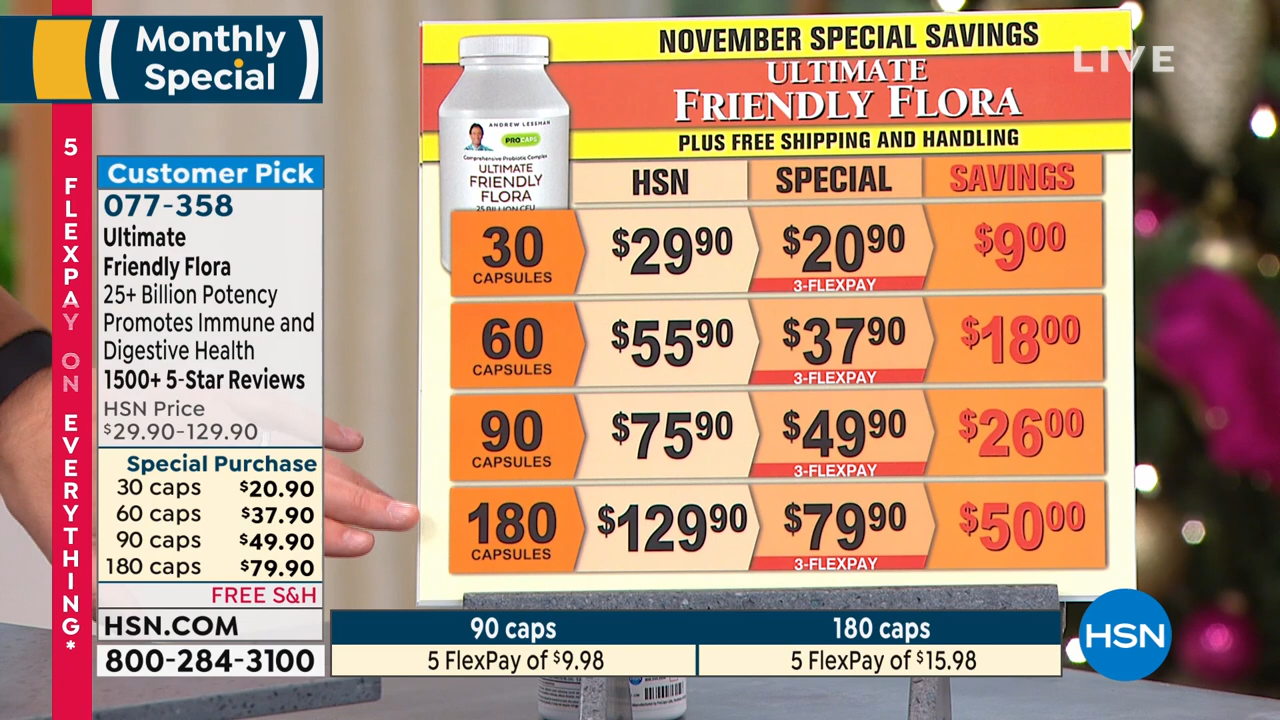 Monthly
Special
5 FLEXPAY ON EVERYTHING*
Customer Pick
077-358
Ultimate
Friendly Flora
25+ Billion Potency
Promotes Immune and
Digestive Health
1500+ 5-Star Reviews
HSN Price
$29.90-129.90
Special Purchase
30 caps $20.90
60 caps $37.90
90 caps $49.90
180 caps $79.90
FREE S&H
HSN.COM
800-284-3100
LIVE
NOVEMBER SPECIAL SAVINGS
ULTIMATE
FRIENDLY FLORA
PLUS FREE SHIPPING AND HANDLING
ANDREW LESSMAN
PROCAPS
Comprehensive Probiotic Complex
ULTIMATE
FRIENDLY
FLORA
25 BILLION CFU
HSN SPECIAL SAVINGS
30 CAPSULES $29.90 $20.90 $9.00
3-FLEXPAY
60 CAPSULES $55.90 $37.90 $18.00
3-FLEXPAY
90 CAPSULES $75.90 $49.90 $26.00
3-FLEXPAY
180 CAPSULES $129.90 $79.90 $50.00
3-FLEXPAY
90 caps 180 caps
5 FlexPay of $9.98 5 FlexPay of $15.98
HSN